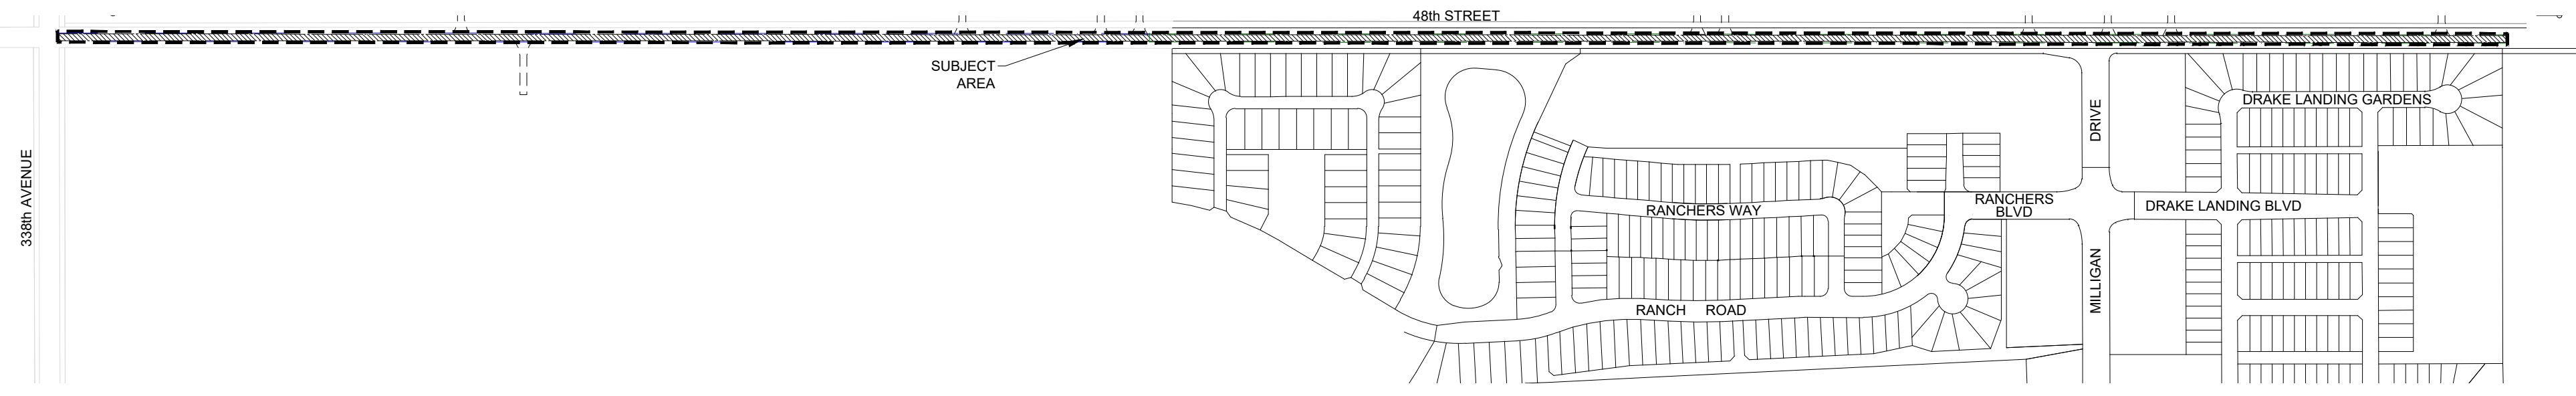 48th STREET
SUBJECT
AREA
338th AVENUE
DRIVE
DRAKE LANDING GARDENS
RANCHERS WAY
RANCHERS
BLVD
DRAKE LANDING BLVD
MILLIGAN
RANCH ROAD